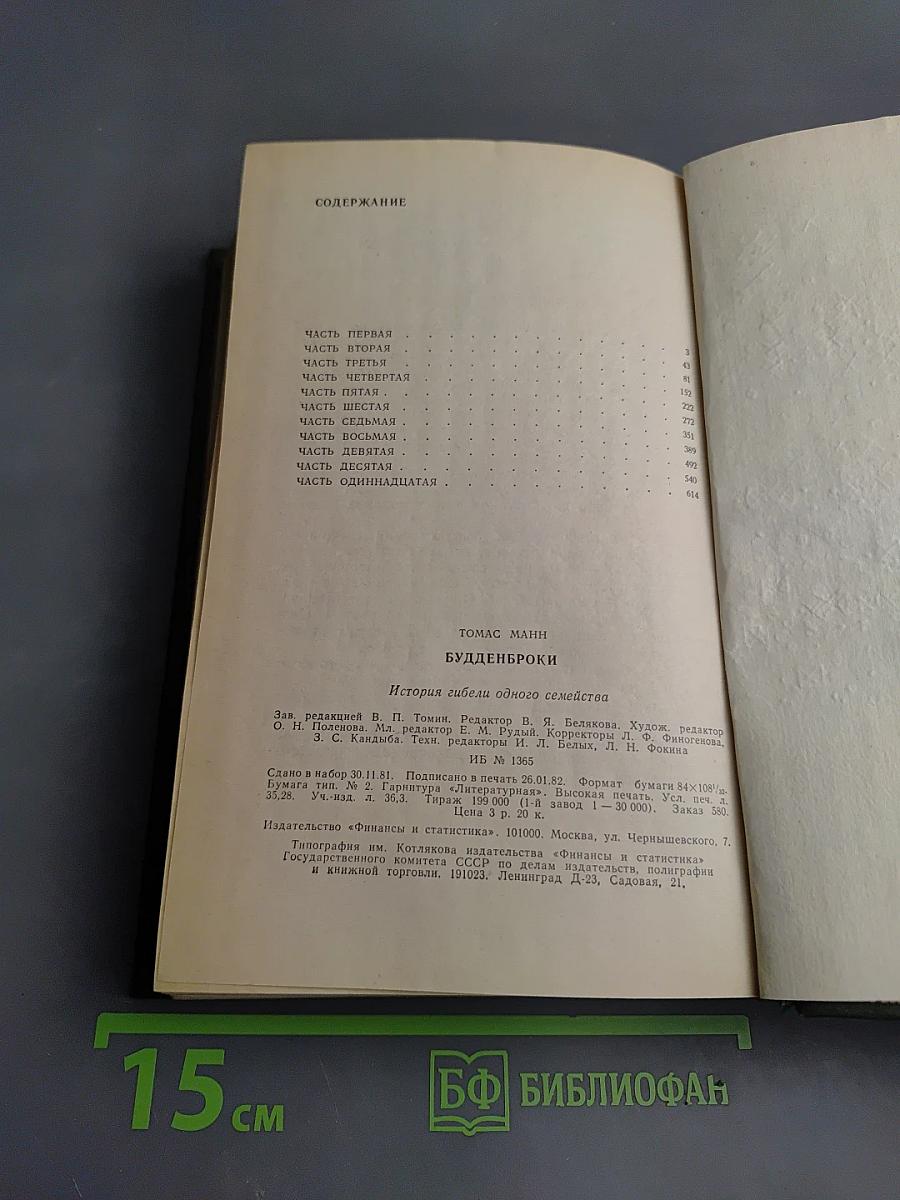 СОДЕРЖАНИЕ
ЧАСТЬ ПЕРВАЯ . . . . . . . . . . . . . 3
ЧАСТЬ ВТОРАЯ . . . . . . . . . . . . . 43
ЧАСТЬ ТРЕТЬЯ . . . . . . . . . . . . . 81
ЧАСТЬ ЧЕТВЕРТАЯ . . . . . . . . . . . . 152
ЧАСТЬ ПЯТАЯ . . . . . . . . . . . . . 222
ЧАСТЬ ШЕСТАЯ . . . . . . . . . . . . . 272
ЧАСТЬ СЕДЬМАЯ . . . . . . . . . . . . . 351
ЧАСТЬ ВОСЬМАЯ . . . . . . . . . . . . . 389
ЧАСТЬ ДЕВЯТАЯ . . . . . . . . . . . . . 492
ЧАСТЬ ДЕСЯТАЯ . . . . . . . . . . . . . 540
ЧАСТЬ ОДИННАДЦАТАЯ . . . . . . . . . . . 614
ТОМАС МАНН
БУДДЕНБРОКИ
История гибели одного семейства
Зав. редакцией В. П. Томин. Редактор В. Я. Белякова. Худож. редактор
О. Н. Поленова. Мл. редактор Е. М. Рудый. Корректоры Л. Ф. Финогенова,
З. С. Кандыба. Техн. редакторы И. Л. Белых, Л. Н. Фокина
ИБ № 1365
Сдано в набор 30.11.81. Подписано в печать 26.01.82. Формат бумаги 84×108¹/₃₂.
Бумага тип. № 2. Гарнитура «Литературная». Высокая печать. Усл. печ. л.
35,28. Уч.-изд. л. 36,3. Тираж 199 000 (1-й завод 1—30 000). Заказ 580.
Цена 3 р. 20 к.
Издательство «Финансы и статистика». 101000. Москва, ул. Чернышевского, 7.
Типография им. Котлякова издательства «Финансы и статистика»
Государственного комитета СССР по делам издательств, полиграфии
и книжной торговли. 191023. Ленинград Д-23, Садовая, 21.
15 см
БФ БИБЛИОФАН